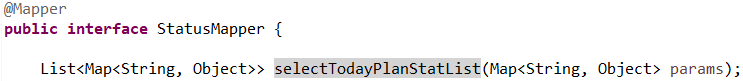 @Mapper
public interface StatusMapper {
List<Map<String, Object>> selectTodayPlanStatList(Map<String, Object> params);